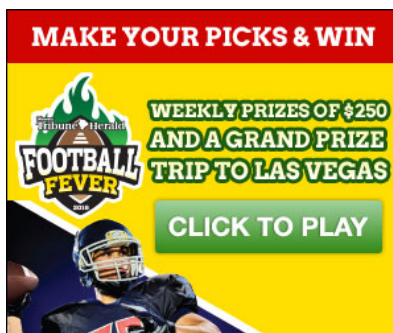 MAKE YOUR PICKS & WIN
Tribune Herald
FOOTBALL
FEVER
WEEKLY PRIZES OF $250
AND A GRAND PRIZE
TRIP TO LAS VEGAS
CLICK TO PLAY